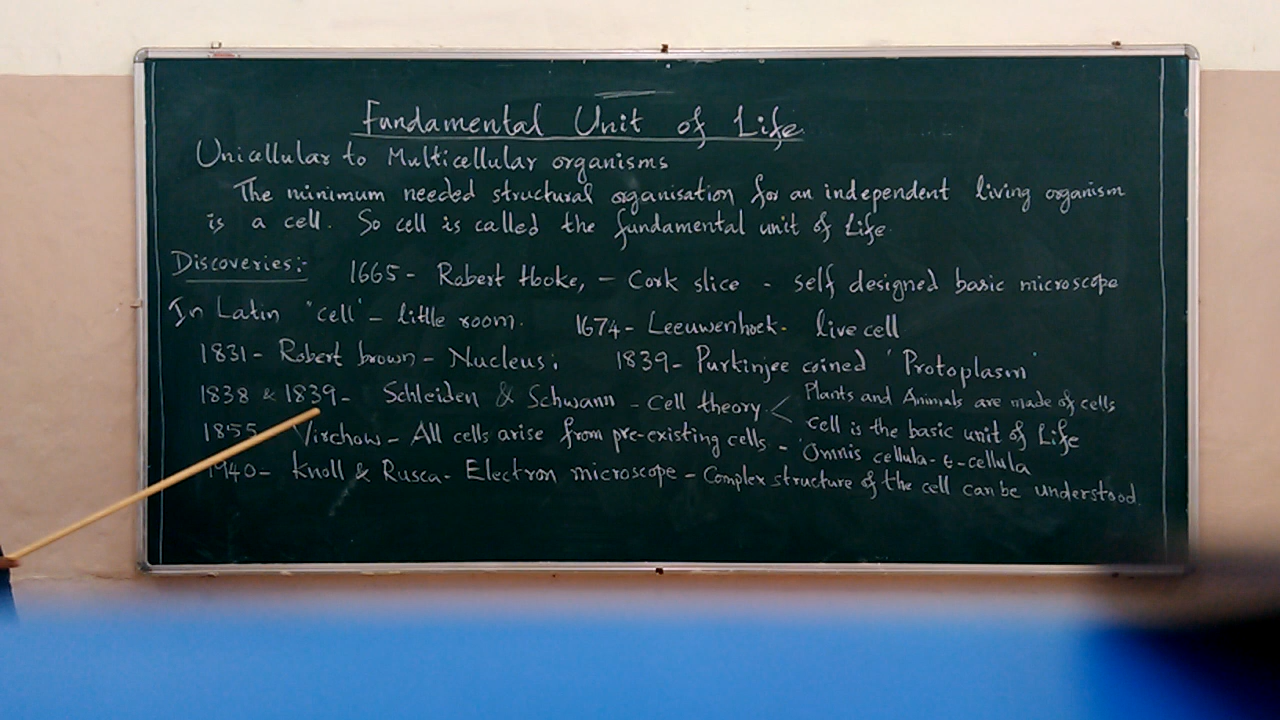 Fundamental Unit of Life
Unicellular to Multicellular organisms
The minimum needed structural organisation for an independent living organism
is a cell. So cell is called the fundamental unit of Life.
Discoveries:- 1665- Robert Hooke, - Cork slice - self designed basic microscope
In Latin "cell" - little room. 1674- Leeuwenhoek- live cell
1831- Robert brown - Nucleus; 1839- Purkinjee coined 'Protoplasm'
1838 & 1839- Schleiden & Schwann - Cell theory < Plants and Animals are made of cells
Cell is the basic unit of Life
1855- Virchow - All cells arise from pre-existing cells - 'Omnis cellula- e-cellula
1940- Knoll & Rusca- Electron microscope - Complex structure of the cell can be understood.